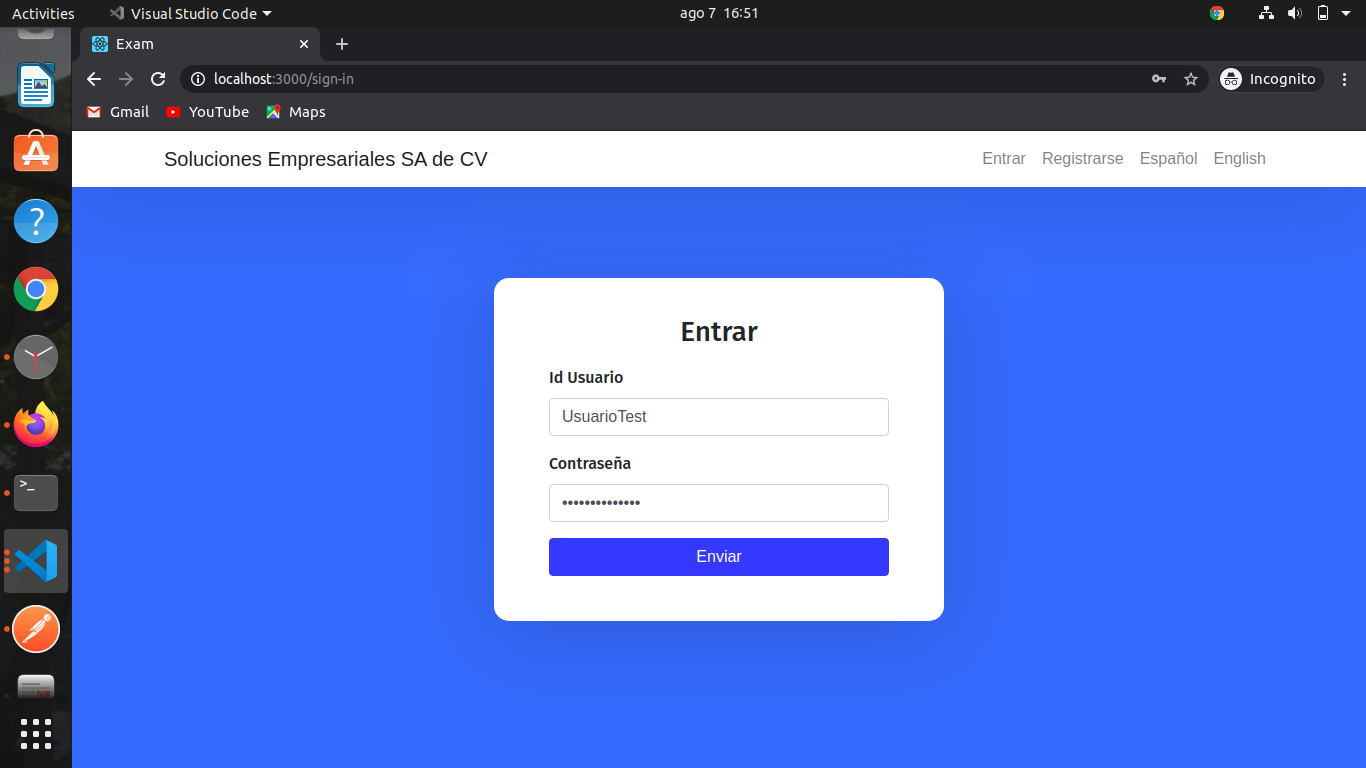 Activities Visual Studio Code ago 7 16:51
Exam
localhost:3000/sign-in Incognito
Gmail YouTube Maps
Soluciones Empresariales SA de CV Entrar Registrarse Español English
Entrar
Id Usuario
UsuarioTest
Contraseña
••••••••••••••
Enviar